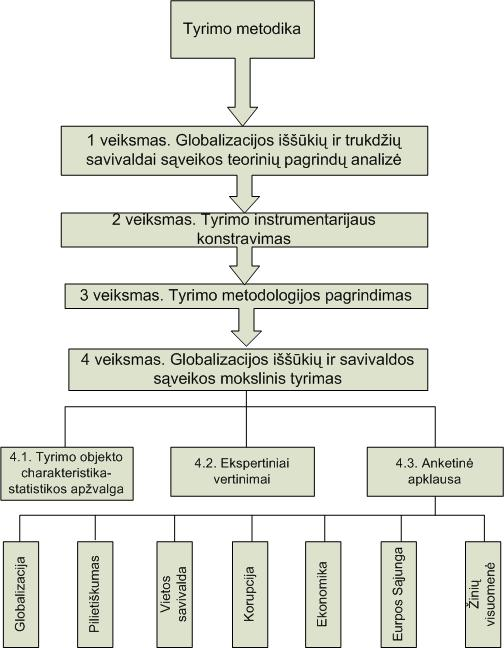 Tyrimo metodika
1 veiksmas. Globalizacijos iššūkių ir trukdžių
savivaldai sąveikos teorinių pagrindų analizė
2 veiksmas. Tyrimo instrumentarijaus
konstravimas
3 veiksmas. Tyrimo metodologijos pagrindimas
4 veiksmas. Globalizacijos iššūkių ir savivaldos
sąveikos mokslinis tyrimas
4.1. Tyrimo objekto
charakteristika-
statistikos apžvalga
4.2. Ekspertiniai
vertinimai
4.3. Anketinė
apklausa
Globalizacija
Pilietiškumas
Vietos
savivalda
Korupcija
Ekonomika
Eurpos Sąjunga
Žinių
visuomenė